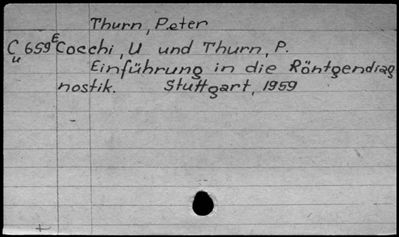 Thurn, Peter
C 659 E Cocchi, U und Thurn, P.
u
Einführung in die Röntgendiag
nostik. Stuttgart, 1959